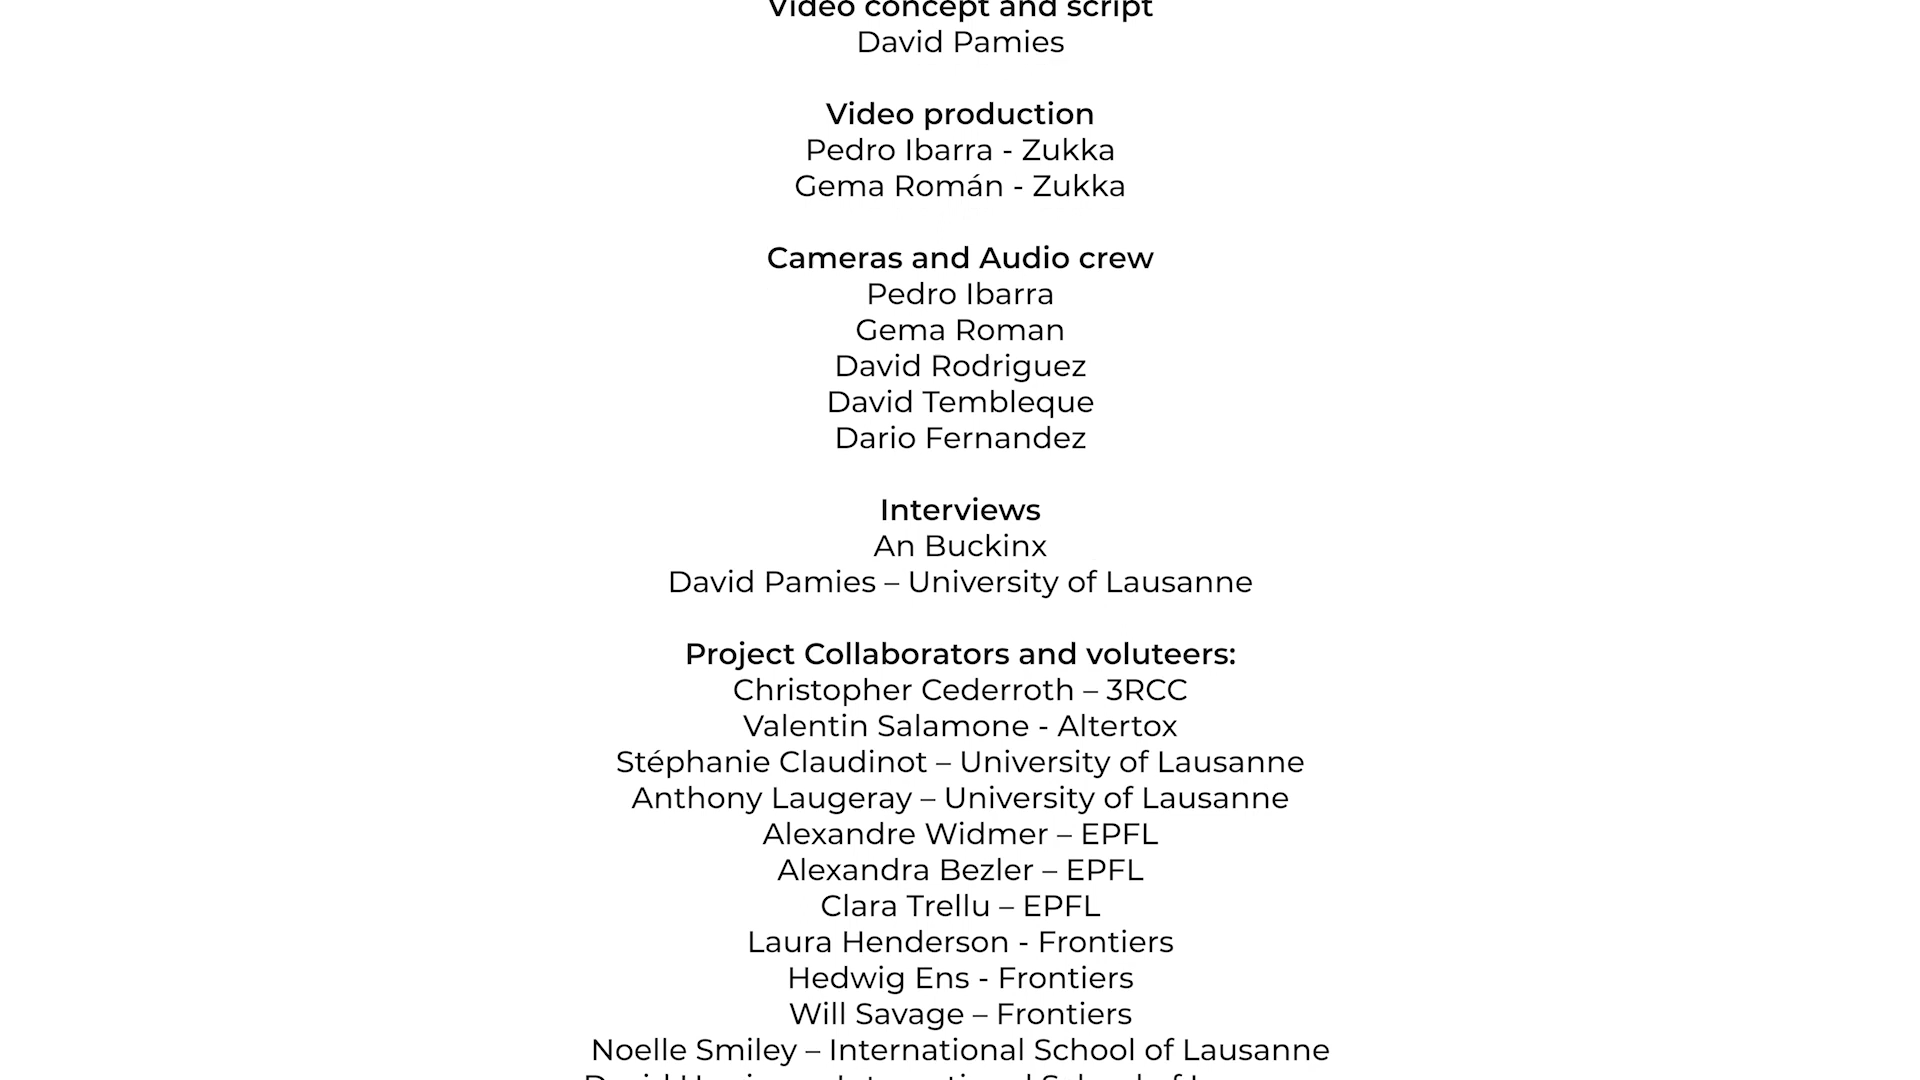 Video concept and script
David Pamies
Video production
Pedro Ibarra - Zukka
Gema Román - Zukka
Cameras and Audio crew
Pedro Ibarra
Gema Roman
David Rodriguez
David Tembleque
Dario Fernandez
Interviews
An Buckinx
David Pamies – University of Lausanne
Project Collaborators and voluteers:
Christopher Cederroth – 3RCC
Valentin Salamone - Altertox
Stéphanie Claudinot – University of Lausanne
Anthony Laugeray – University of Lausanne
Alexandre Widmer – EPFL
Alexandra Bezler – EPFL
Clara Trellu – EPFL
Laura Henderson - Frontiers
Hedwig Ens - Frontiers
Will Savage – Frontiers
Noelle Smiley – International School of Lausanne